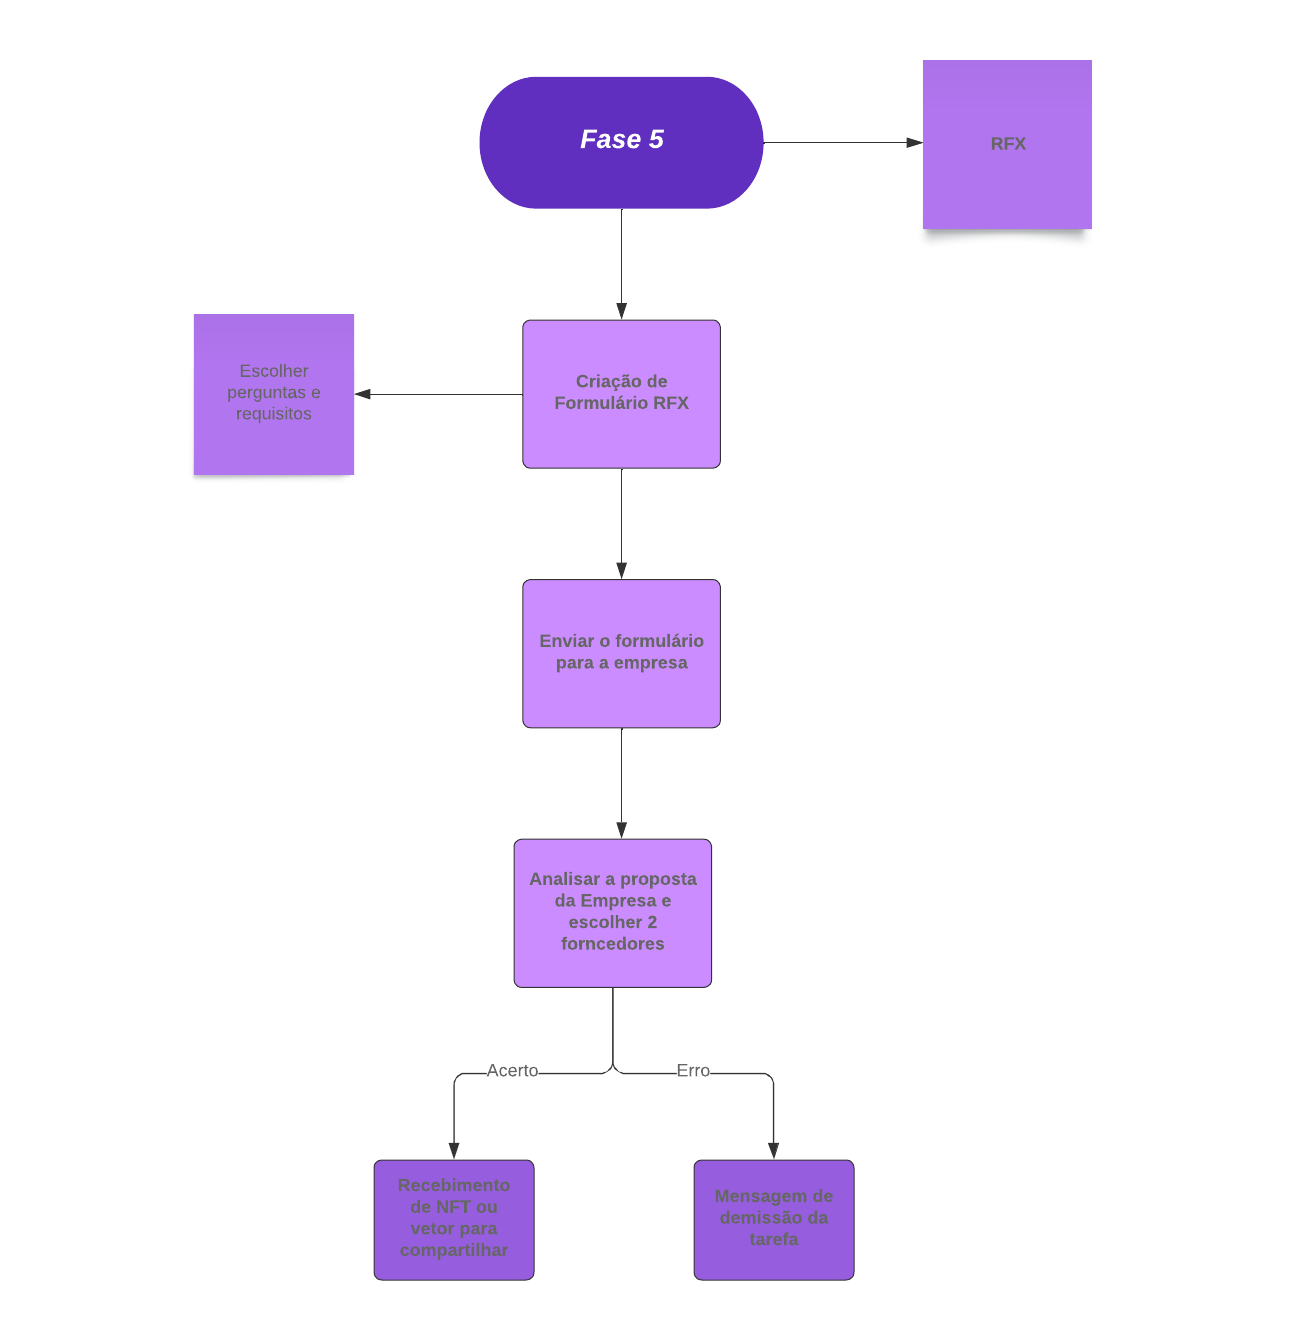 Fase 5
RFX
Escolher
perguntas e
requisitos
Criação de
Formulário RFX
Enviar o formulário
para a empresa
Analisar a proposta
da Empresa e
escolher 2
forncedores
Acerto
Erro
Recebimento
de NFT ou
vetor para
compartilhar
Mensagem de
demissão da
tarefa